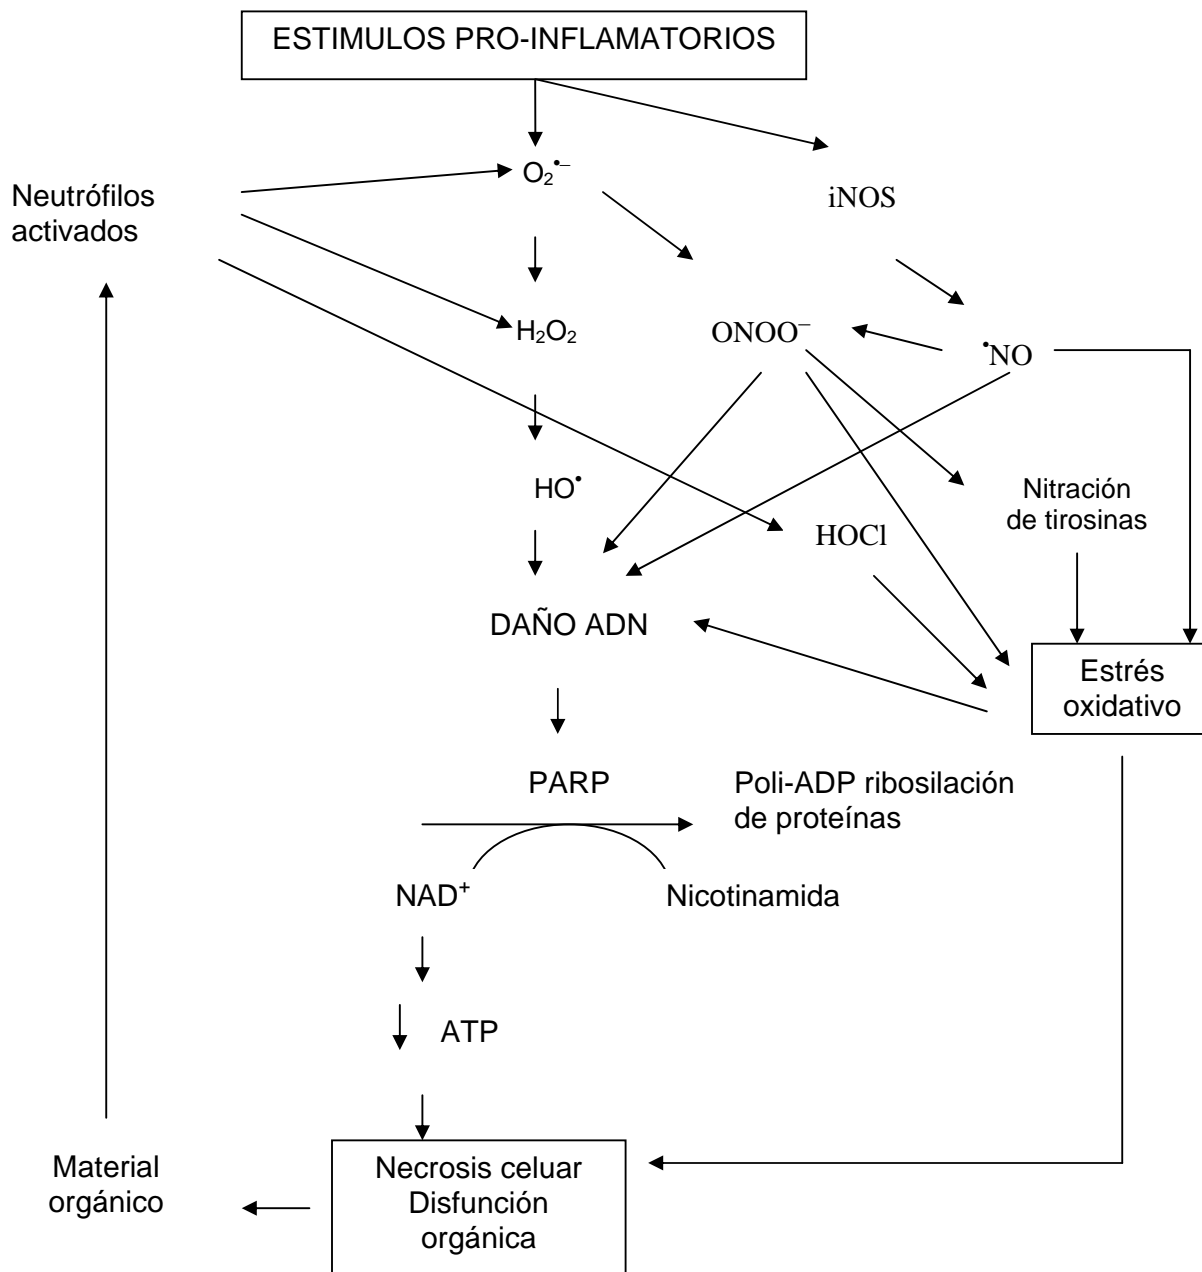 ESTIMULOS PRO-INFLAMATORIOS
O₂•–
Neutrófilos
activados
iNOS
H₂O₂
ONOO–
•NO
HO•
Nitración
de tirosinas
HOCl
DAÑO ADN
Estrés
oxidativo
PARP
Poli-ADP ribosilación
de proteínas
NAD+
Nicotinamida
ATP
Material
orgánico
Necrosis celuar
Disfunción
orgánica